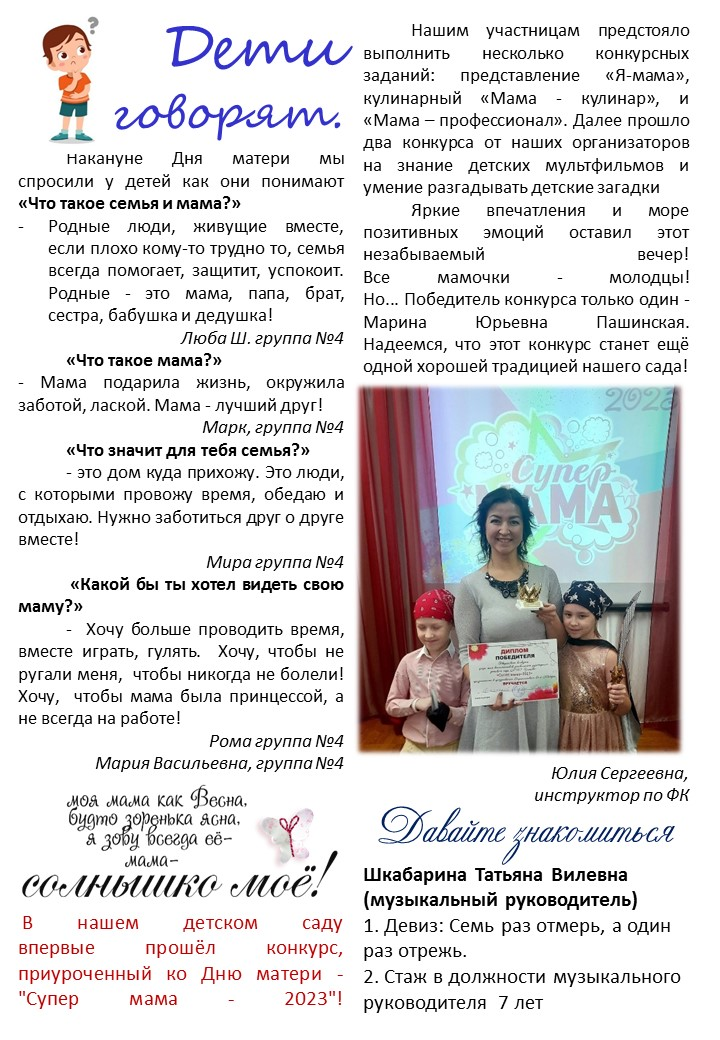 Дети
говорят.
Накануне Дня матери мы
спросили у детей как они понимают
«Что такое семья и мама?»
- Родные люди, живущие вместе,
если плохо кому-то трудно то, семья
всегда помогает, защитит, успокоит.
Родные - это мама, папа, брат,
сестра, бабушка и дедушка!
Люба Ш. группа №4
«Что такое мама?»
- Мама подарила жизнь, окружила
заботой, лаской. Мама - лучший друг!
Марк, группа №4
«Что значит для тебя семья?»
- это дом куда прихожу. Это люди,
с которыми провожу время, обедаю и
отдыхаю. Нужно заботиться друг о друге
вместе!
Мира группа №4
«Какой бы ты хотел видеть свою
маму?»
- Хочу больше проводить время,
вместе играть, гулять. Хочу, чтобы не
ругали меня, чтобы никогда не болели!
Хочу, чтобы мама была принцессой, а
не всегда на работе!
Рома группа №4
Мария Васильевна, группа №4
моя мама как Весна,
будто зоренька ясна,
я зову всегда её-
мама-
солнышко моё!
В нашем детском саду
впервые прошёл конкурс,
приуроченный ко Дню матери -
"Супер мама - 2023"!
Нашим участницам предстояло
выполнить несколько конкурсных
заданий: представление «Я-мама»,
кулинарный «Мама - кулинар», и
«Мама – профессионал». Далее прошло
два конкурса от наших организаторов
на знание детских мультфильмов и
умение разгадывать детские загадки
Яркие впечатления и море
позитивных эмоций оставил этот
незабываемый вечер!
Все мамочки - молодцы!
Но... Победитель конкурса только один -
Марина Юрьевна Пашинская.
Надеемся, что этот конкурс станет ещё
одной хорошей традицией нашего сада!
2023
Супер
МАМА
ДИПЛОМ
ПОБЕДИТЕЛЯ
ВРУЧАЕТСЯ
Юлия Сергеевна,
инструктор по ФК
Давайте знакомиться
Шкабарина Татьяна Вилевна
(музыкальный руководитель)
1. Девиз: Семь раз отмерь, а один
раз отрежь.
2. Стаж в должности музыкального
руководителя 7 лет